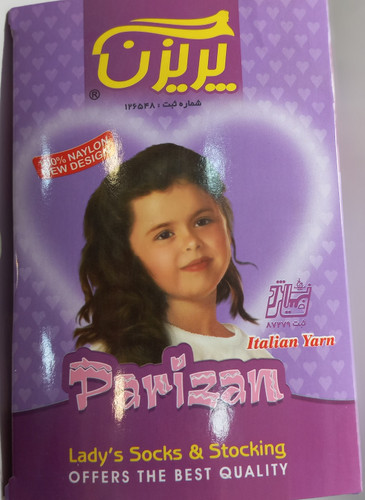 پریزن
®
شماره ثبت : ۱۲۶۵۴۸
100% NAYLON
NEW DESIGN
ثبت ۸۷۲۷۹
Italian Yarn
Parizan
Lady's Socks & Stocking
OFFERS THE BEST QUALITY